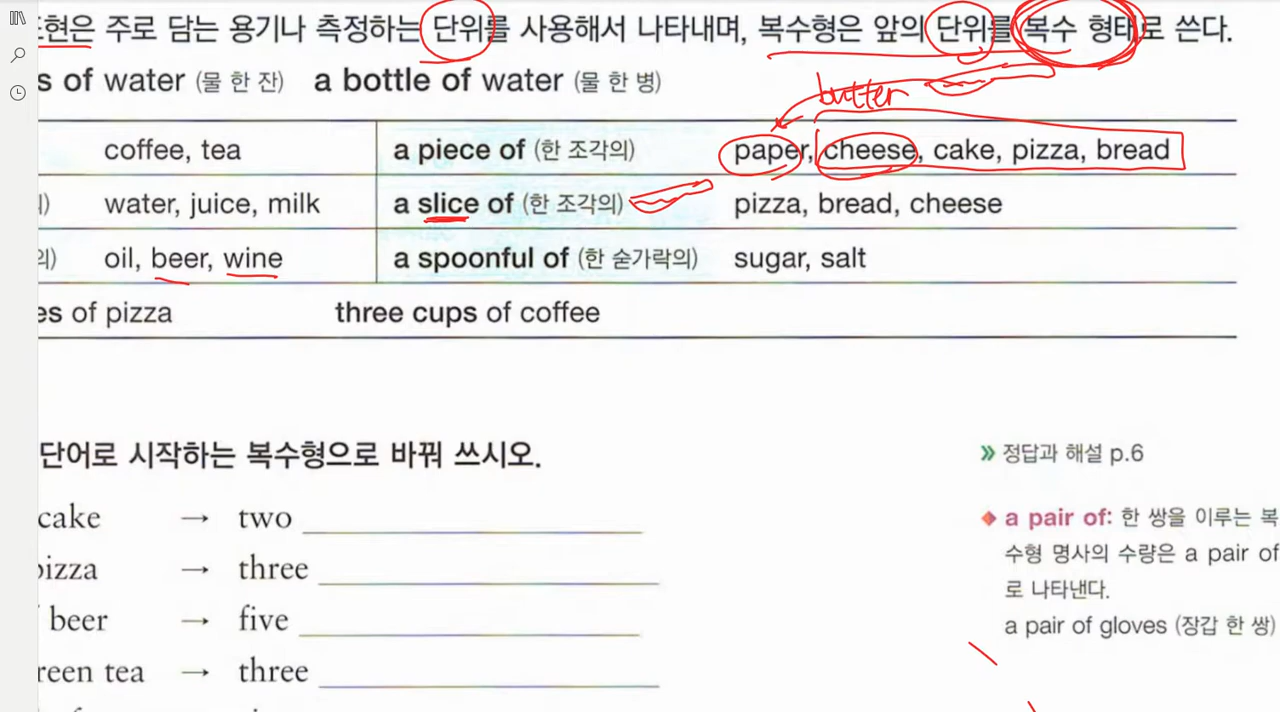 표현은 주로 담는 용기나 측정하는 단위를 사용해서 나타내며, 복수형은 앞의 단위를 복수 형태로 쓴다.
s of water (물 한 잔) a bottle of water (물 한 병)
butter
coffee, tea a piece of (한 조각의) paper, cheese, cake, pizza, bread
water, juice, milk a slice of (한 조각의) pizza, bread, cheese
oil, beer, wine a spoonful of (한 숟가락의) sugar, salt
es of pizza three cups of coffee
단어로 시작하는 복수형으로 바꿔 쓰시오.
정답과 해설 p.6
cake → two
pizza → three
beer → five
reen tea → three
a pair of: 한 쌍을 이루는 복
수형 명사의 수량은 a pair of
로 나타낸다.
a pair of gloves (장갑 한 쌍)